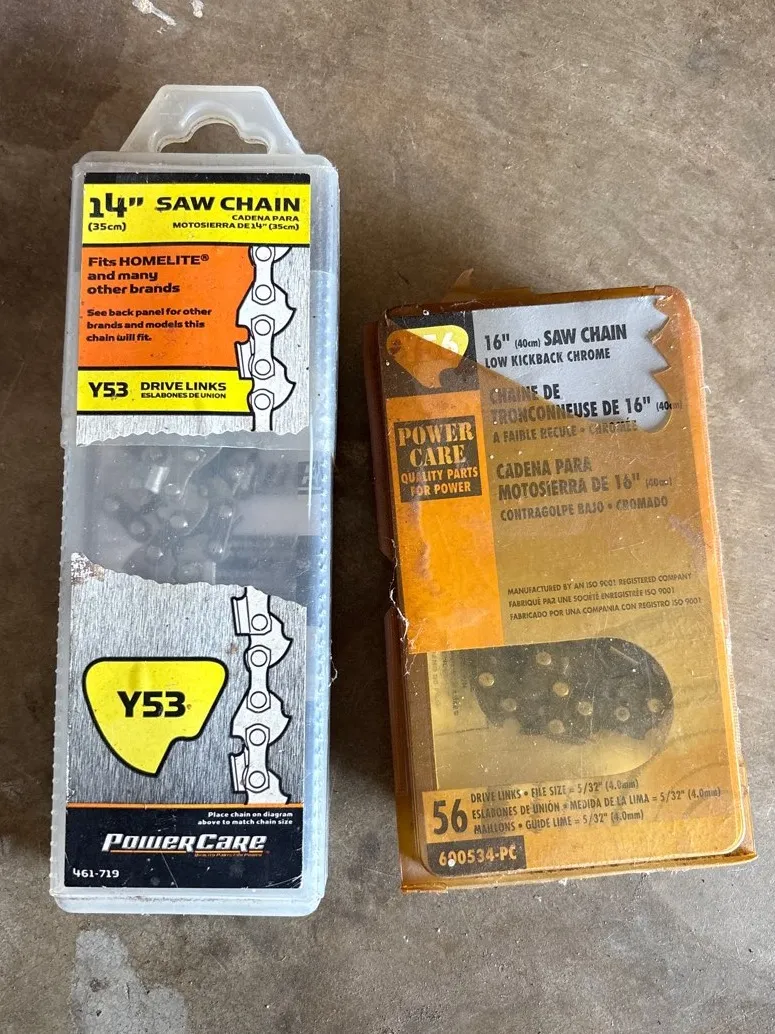 14" SAW CHAIN
(35cm)
CADENA PARA
MOTOSIERRA DE 14" (35cm)
Fits HOMELITE®
and many
other brands
See back panel for other
brands and models this
chain will fit.
Y53 DRIVE LINKS
ESLABONES DE UNION
Y53
Place chain on diagram
above to match chain size
POWERCARE
QUALITY PARTS FOR POWER
461-719
56
16" (40cm) SAW CHAIN
LOW KICKBACK CHROME
CHAINE DE
TRONCONNEUSE DE 16" (40cm)
A FAIBLE RECULE • CHROMÉE
POWER
CARE
QUALITY PARTS
FOR POWER
CADENA PARA
MOTOSIERRA DE 16" (40cm)
CONTRAGOLPE BAJO • CROMADO
MANUFACTURED BY AN ISO 9001 REGISTERED COMPANY
FABRIQUÉ PAR UNE SOCIÉTÉ ENREGISTRÉE ISO 9001
FABRICADO POR UNA COMPANIA CON REGISTRO ISO 9001
56 DRIVE LINKS • FILE SIZE = 5/32" (4.0mm)
ESLABONES DE UNIÓN • MEDIDA DE LA LIMA = 5/32" (4.0mm)
MAILLONS • GUIDE LIME = 5/32" (4.0mm)
600534-PC